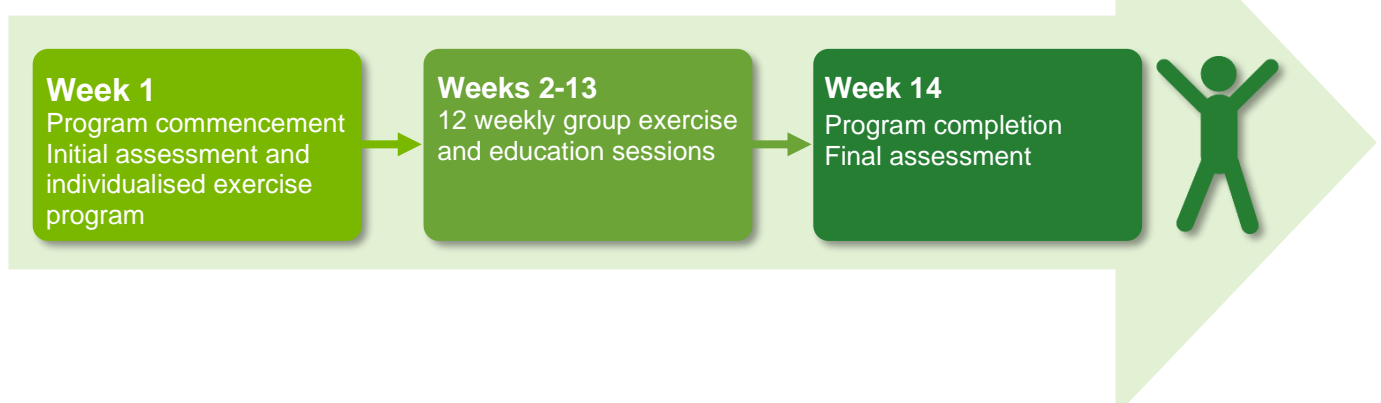 Week 1
Program commencement
Initial assessment and
individualised exercise
program
Weeks 2-13
12 weekly group exercise
and education sessions
Week 14
Program completion
Final assessment